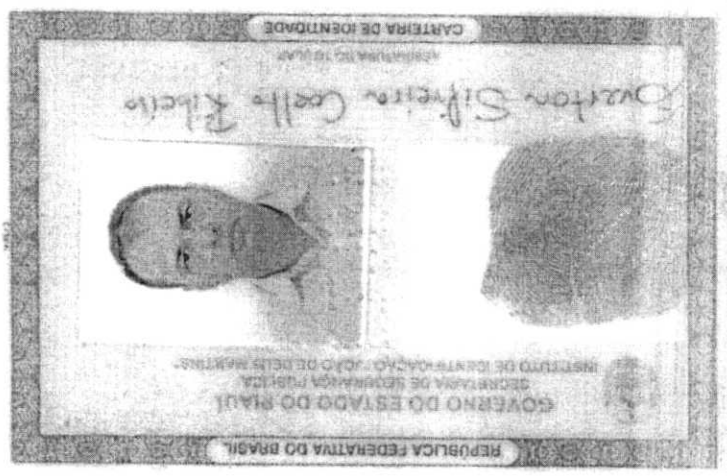 REPÚBLICA FEDERATIVA DO BRASIL
GOVERNO DO ESTADO DO PIAUÍ
SECRETARIA DE SEGURANÇA PÚBLICA
INSTITUTO DE IDENTIFICAÇÃO "JOÃO DE DEUS MARTINS"
Everton Silveira Coelho Ribeiro
ASSINATURA DO TITULAR
CARTEIRA DE IDENTIDADE